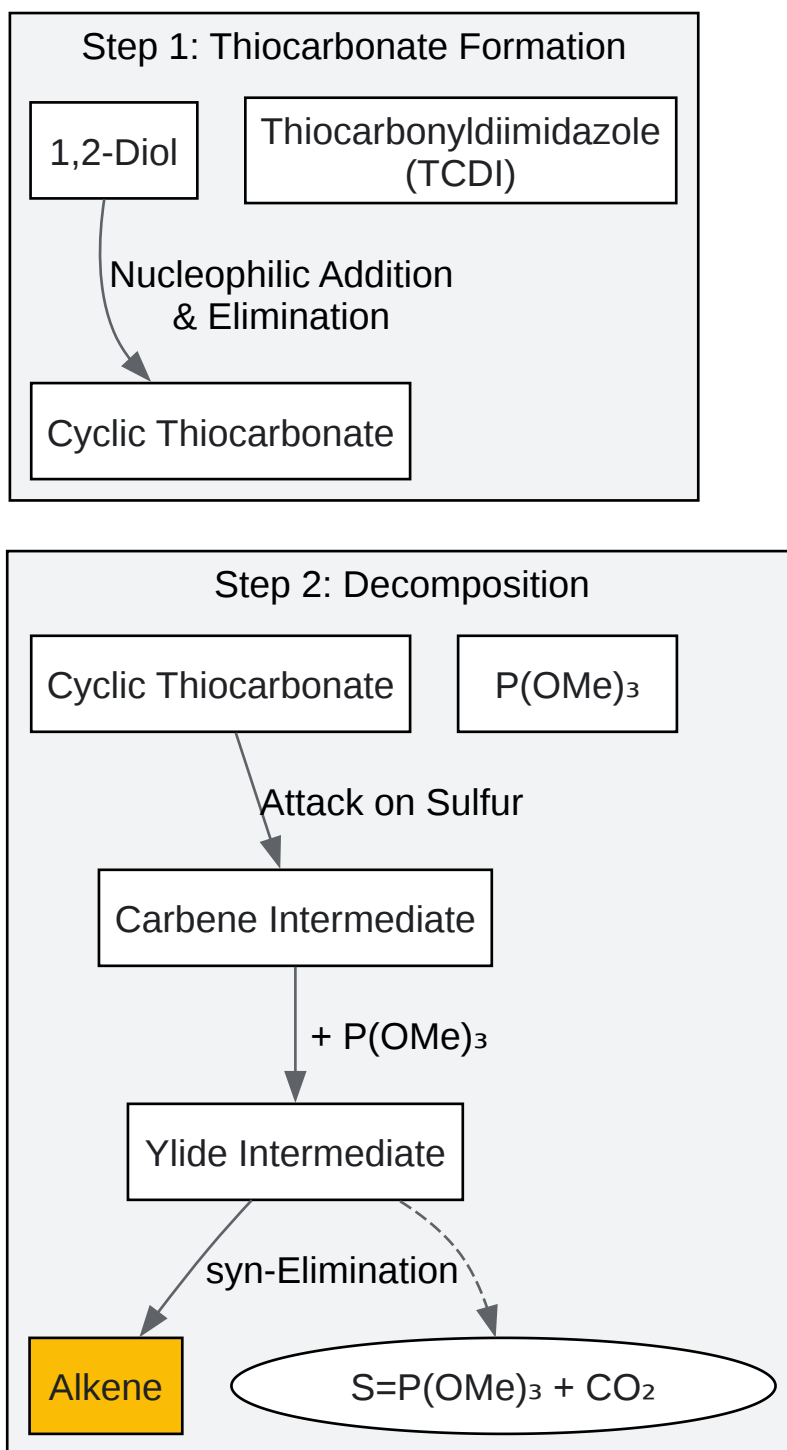 Step 1: Thiocarbonate Formation
1,2-Diol
Thiocarbonyldiimidazole
(TCDI)
Nucleophilic Addition
& Elimination
Cyclic Thiocarbonate
Step 2: Decomposition
Cyclic Thiocarbonate
P(OMe)₃
Attack on Sulfur
Carbene Intermediate
+ P(OMe)₃
Ylide Intermediate
syn-Elimination
Alkene
S=P(OMe)₃ + CO₂